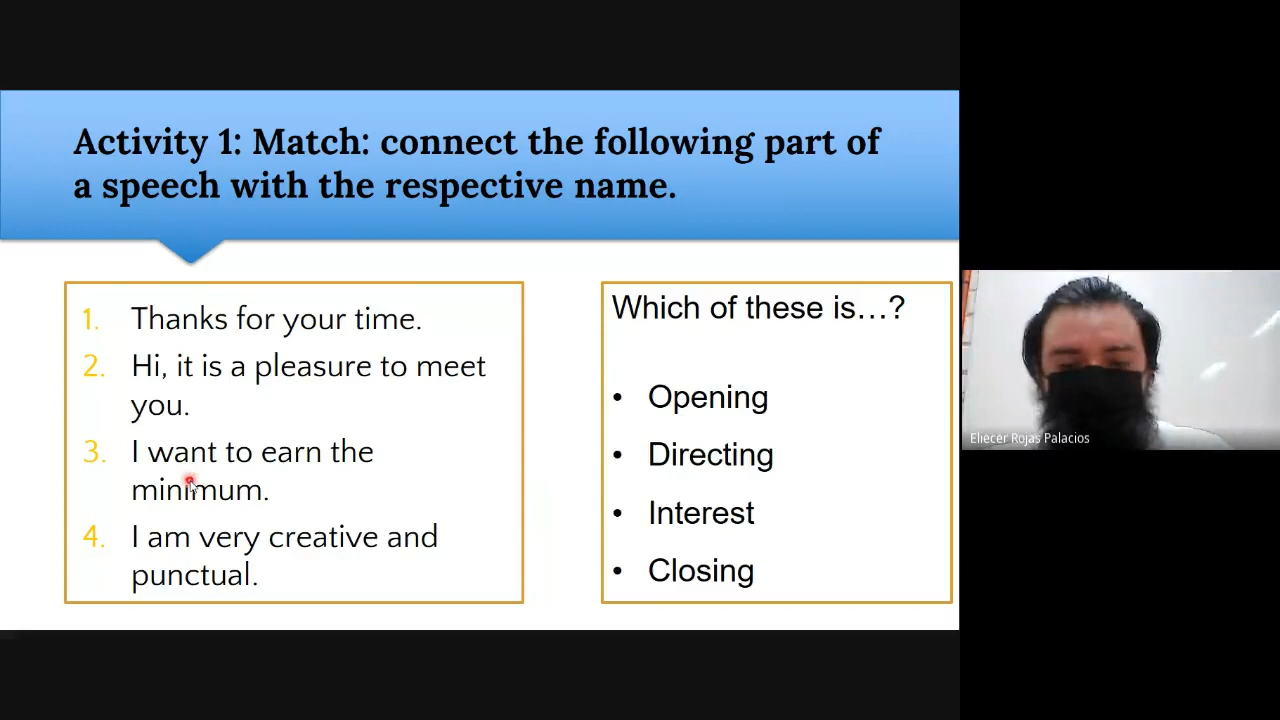 Activity 1: Match: connect the following part of
a speech with the respective name.
1. Thanks for your time.
2. Hi, it is a pleasure to meet
you.
3. I want to earn the
minimum.
4. I am very creative and
punctual.
Which of these is...?
• Opening
• Directing
• Interest
• Closing
Eliecer Rojas Palacios